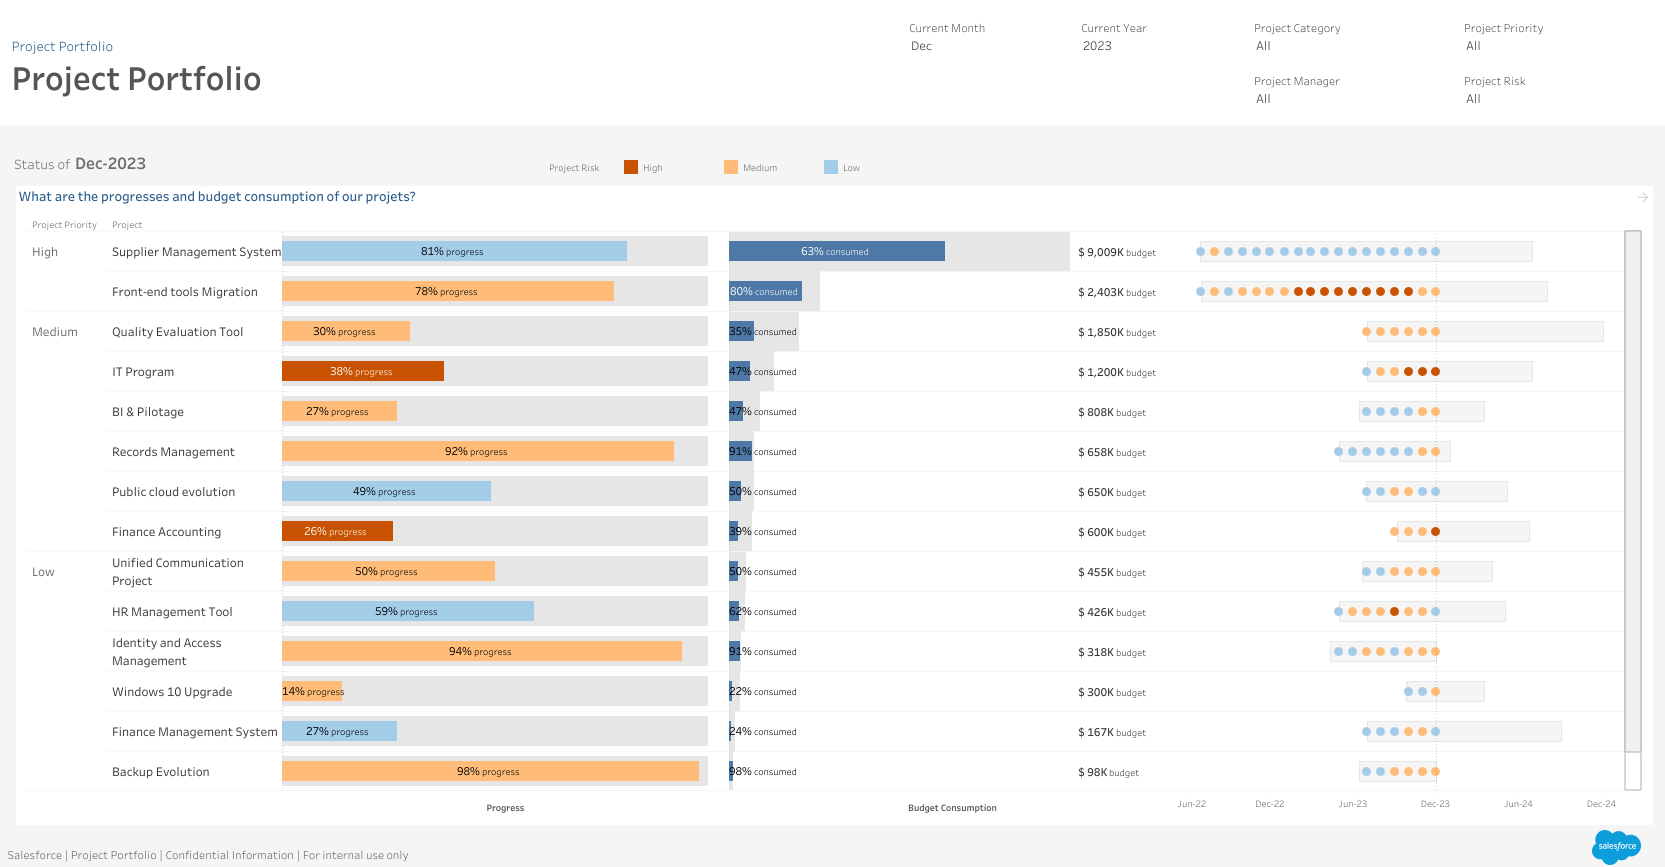 Current Month
Current Year
Project Category
Project Priority
Project Portfolio
Dec
2023
All
All
Project Portfolio
Project Manager
Project Risk
All
All
Status of Dec-2023
Project Risk
High
Medium
Low
What are the progresses and budget consumption of our projets?
Project Priority
Project
High
Supplier Management System 81% progress 63% consumed $ 9,009K budget
Front-end tools Migration 78% progress 80% consumed $ 2,403K budget
Medium
Quality Evaluation Tool 30% progress 35% consumed $ 1,850K budget
IT Program 38% progress 47% consumed $ 1,200K budget
BI & Pilotage 27% progress 47% consumed $ 808K budget
Records Management 92% progress 91% consumed $ 658K budget
Public cloud evolution 49% progress 50% consumed $ 650K budget
Finance Accounting 26% progress 39% consumed $ 600K budget
Low
Unified Communication
Project
50% progress 50% consumed $ 455K budget
HR Management Tool 59% progress 62% consumed $ 426K budget
Identity and Access
Management
94% progress 91% consumed $ 318K budget
Windows 10 Upgrade 14% progress 22% consumed $ 300K budget
Finance Management System 27% progress 24% consumed $ 167K budget
Backup Evolution 98% progress 98% consumed $ 98K budget
Progress
Budget Consumption
Jun-22
Dec-22
Jun-23
Dec-23
Jun-24
Dec-24
Salesforce | Project Portfolio | Confidential Information | For internal use only
salesforce